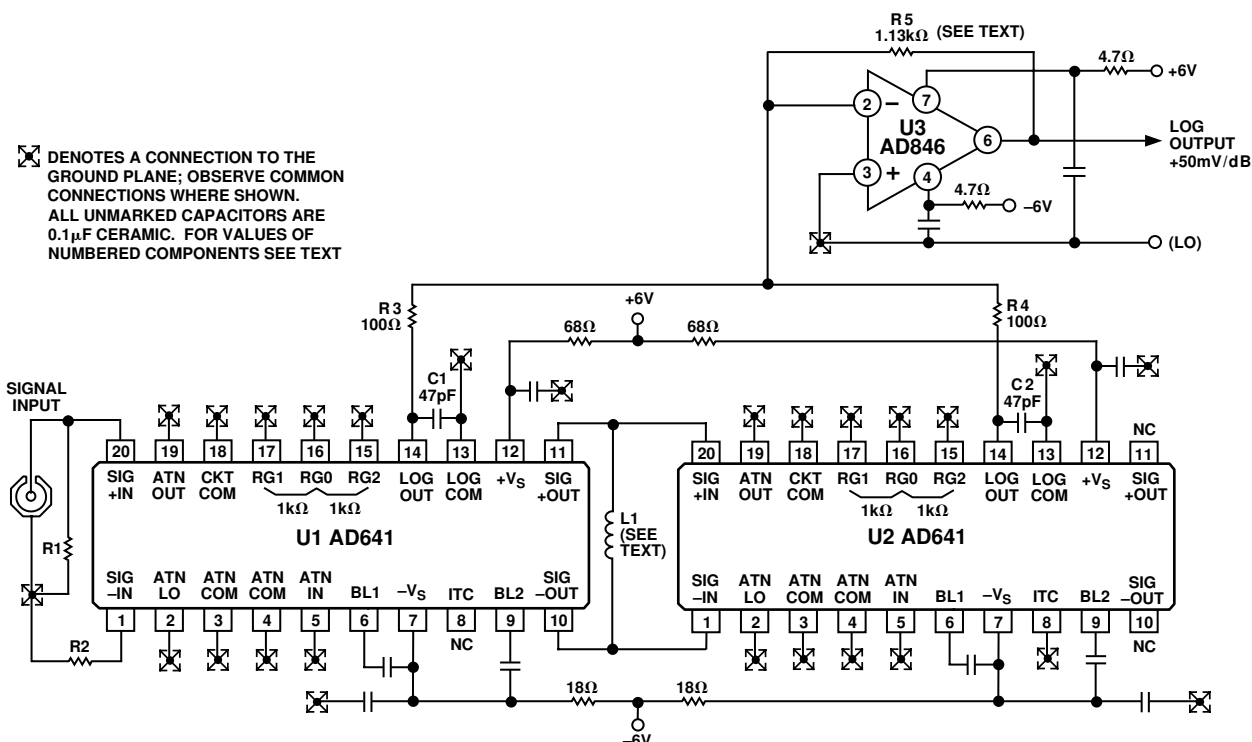 R5
1.13kΩ (SEE TEXT)
4.7Ω
+6V
2
–
7
U3
AD846
6
LOG
OUTPUT
+50mV/dB
3
+
4
4.7Ω
–6V
(LO)
DENOTES A CONNECTION TO THE
GROUND PLANE; OBSERVE COMMON
CONNECTIONS WHERE SHOWN.
ALL UNMARKED CAPACITORS ARE
0.1μF CERAMIC. FOR VALUES OF
NUMBERED COMPONENTS SEE TEXT
R3
100Ω
+6V
68Ω
68Ω
R4
100Ω
C1
47pF
C2
47pF
SIGNAL
INPUT
NC
20 19 18 17 16 15 14 13 12 11
SIG +IN
ATN OUT
CKT COM
RG1 RG0 RG2
LOG OUT
LOG COM
+VS
SIG +OUT
1kΩ 1kΩ
U1 AD641
R1
SIG –IN
ATN LO
ATN COM
ATN COM
ATN IN
BL1
–VS
ITC
BL2
SIG –OUT
1 2 3 4 5 6 7 8 9 10
NC
R2
L1
(SEE
TEXT)
20 19 18 17 16 15 14 13 12 11
SIG +IN
ATN OUT
CKT COM
RG1 RG0 RG2
LOG OUT
LOG COM
+VS
SIG +OUT
1kΩ 1kΩ
U2 AD641
SIG –IN
ATN LO
ATN COM
ATN COM
ATN IN
BL1
–VS
ITC
BL2
SIG –OUT
1 2 3 4 5 6 7 8 9 10
NC
18Ω
18Ω
–6V